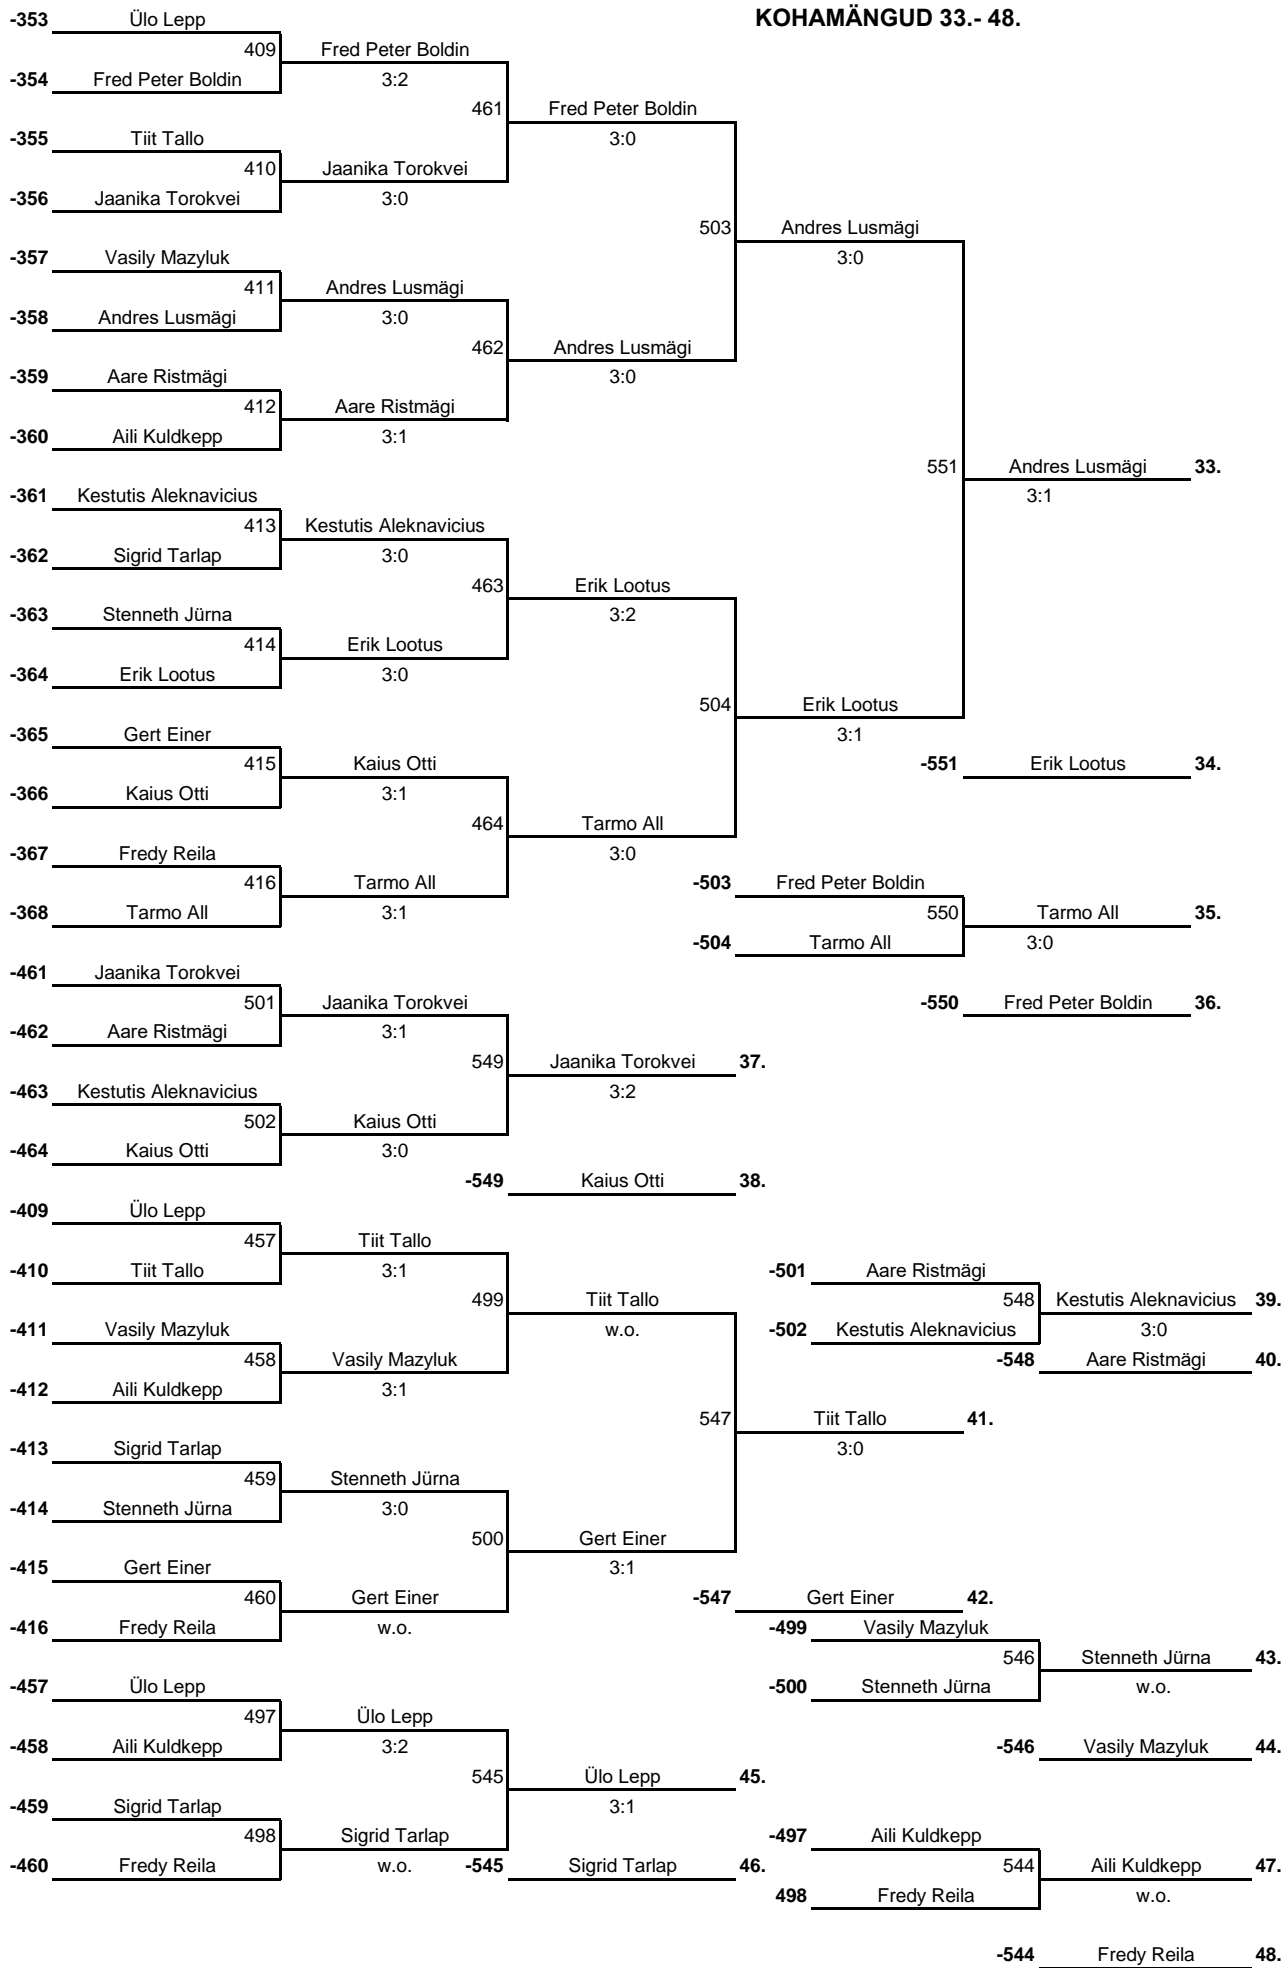 KOHAMÄNGUD 33.- 48.
-353 Ülo Lepp
409 Fred Peter Boldin
-354 Fred Peter Boldin 3:2
461 Fred Peter Boldin
-355 Tiit Tallo 3:0
410 Jaanika Torokvei
-356 Jaanika Torokvei 3:0
503 Andres Lusmägi
-357 Vasily Mazyluk 3:0
411 Andres Lusmägi
-358 Andres Lusmägi 3:0
462 Andres Lusmägi
-359 Aare Ristmägi 3:0
412 Aare Ristmägi
-360 Aili Kuldkepp 3:1
551 Andres Lusmägi 33.
-361 Kestutis Aleknavicius 3:1
413 Kestutis Aleknavicius
-362 Sigrid Tarlap 3:0
463 Erik Lootus
-363 Stenneth Jürna 3:2
414 Erik Lootus
-364 Erik Lootus 3:0
504 Erik Lootus
-365 Gert Einer 3:1
415 Kaius Otti -551 Erik Lootus 34.
-366 Kaius Otti 3:1
464 Tarmo All
-367 Fredy Reila 3:0
416 Tarmo All -503 Fred Peter Boldin
-368 Tarmo All 3:1 550 Tarmo All 35.
-504 Tarmo All 3:0
-461 Jaanika Torokvei
501 Jaanika Torokvei -550 Fred Peter Boldin 36.
-462 Aare Ristmägi 3:1
549 Jaanika Torokvei 37.
-463 Kestutis Aleknavicius 3:2
502 Kaius Otti
-464 Kaius Otti 3:0
-549 Kaius Otti 38.
-409 Ülo Lepp
457 Tiit Tallo
-410 Tiit Tallo 3:1 -501 Aare Ristmägi
499 Tiit Tallo 548 Kestutis Aleknavicius 39.
-411 Vasily Mazyluk w.o. -502 Kestutis Aleknavicius 3:0
458 Vasily Mazyluk -548 Aare Ristmägi 40.
-412 Aili Kuldkepp 3:1
547 Tiit Tallo 41.
-413 Sigrid Tarlap 3:0
459 Stenneth Jürna
-414 Stenneth Jürna 3:0
500 Gert Einer
-415 Gert Einer 3:1
460 Gert Einer -547 Gert Einer 42.
-416 Fredy Reila w.o. -499 Vasily Mazyluk
546 Stenneth Jürna 43.
-457 Ülo Lepp -500 Stenneth Jürna w.o.
497 Ülo Lepp
-458 Aili Kuldkepp 3:2 -546 Vasily Mazyluk 44.
545 Ülo Lepp 45.
-459 Sigrid Tarlap 3:1
498 Sigrid Tarlap -497 Aili Kuldkepp
-460 Fredy Reila w.o. -545 Sigrid Tarlap 46. 544 Aili Kuldkepp 47.
498 Fredy Reila w.o.
-544 Fredy Reila 48.